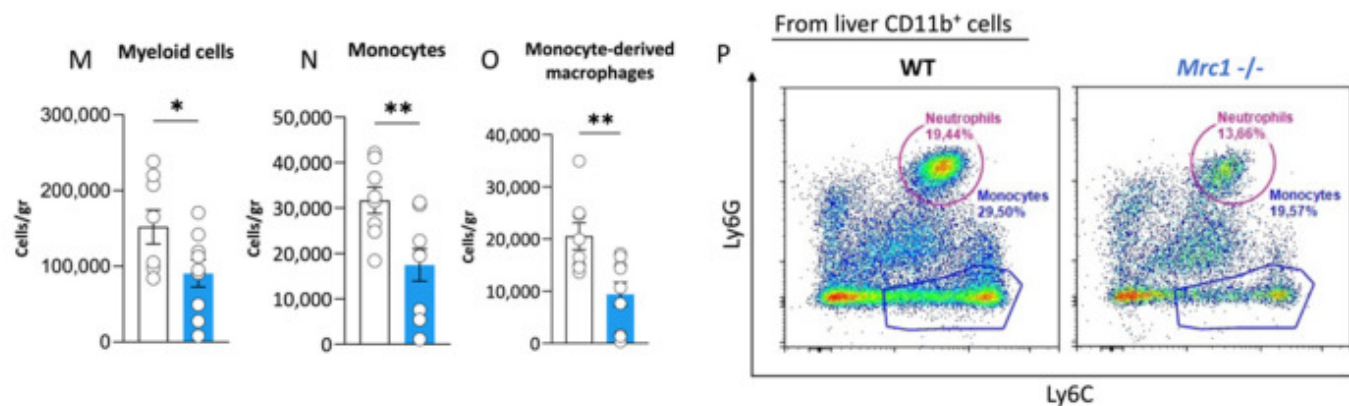 M Myeloid cells
300,000
200,000
100,000
0
Cells/gr
*
N Monocytes
50,000
40,000
30,000
20,000
10,000
0
Cells/gr
**
O Monocyte-derived
macrophages
40,000
30,000
20,000
10,000
0
Cells/gr
**
P
From liver CD11b⁺ cells
WT
Mrc1 -/-
Neutrophils
19,44%
Monocytes
29,50%
Neutrophils
13,66%
Monocytes
19,57%
Ly6G
Ly6C